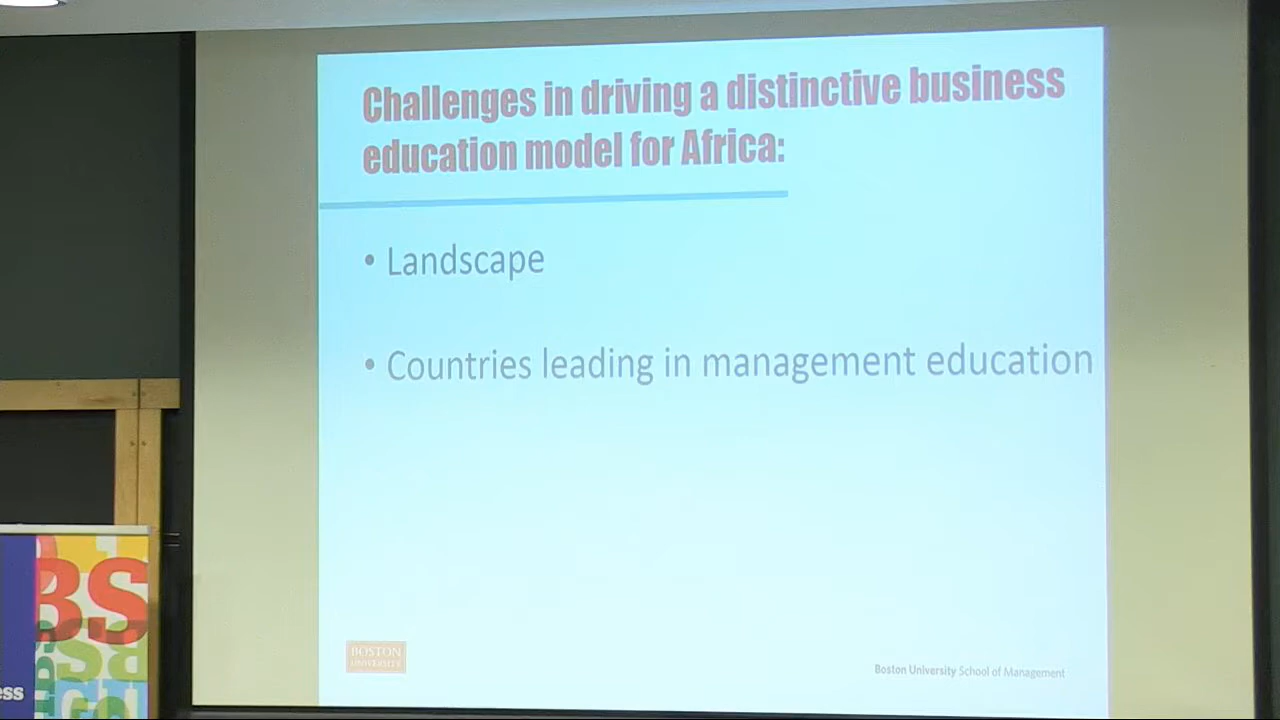 Challenges in driving a distinctive business
education model for Africa:
• Landscape
• Countries leading in management education
BOSTON
UNIVERSITY
Boston University School of Management
BS
ess